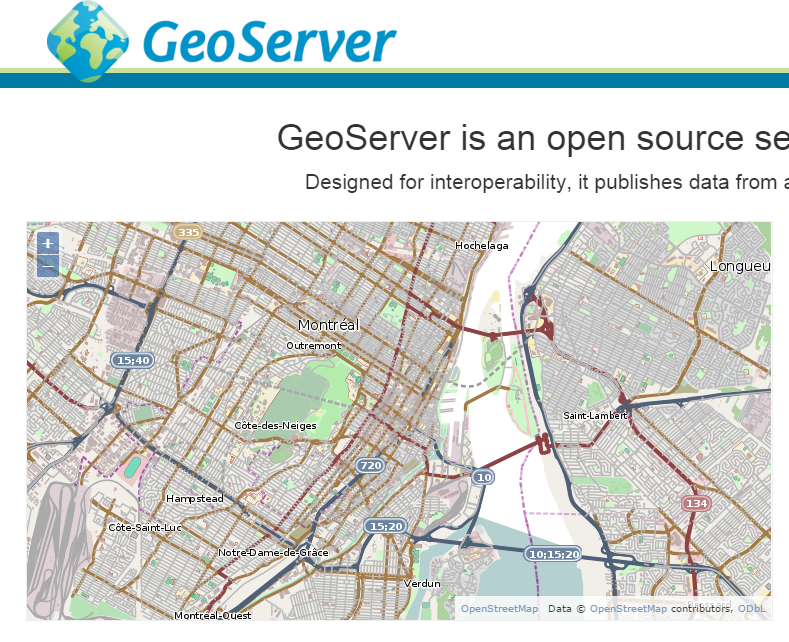 GeoServer
GeoServer is an open source se
Designed for interoperability, it publishes data from a
+
335
Hochelaga
−
Longueu
Montréal
Outremont
15;40
Saint-Lambert
Côte-des-Neiges
720
10
Hampstead
134
Côte-Saint-Luc
15;20
Notre-Dame-de-Grâce
10;15;20
Verdun
OpenStreetMap Data © OpenStreetMap contributors, ODbL
Montréal-Ouest